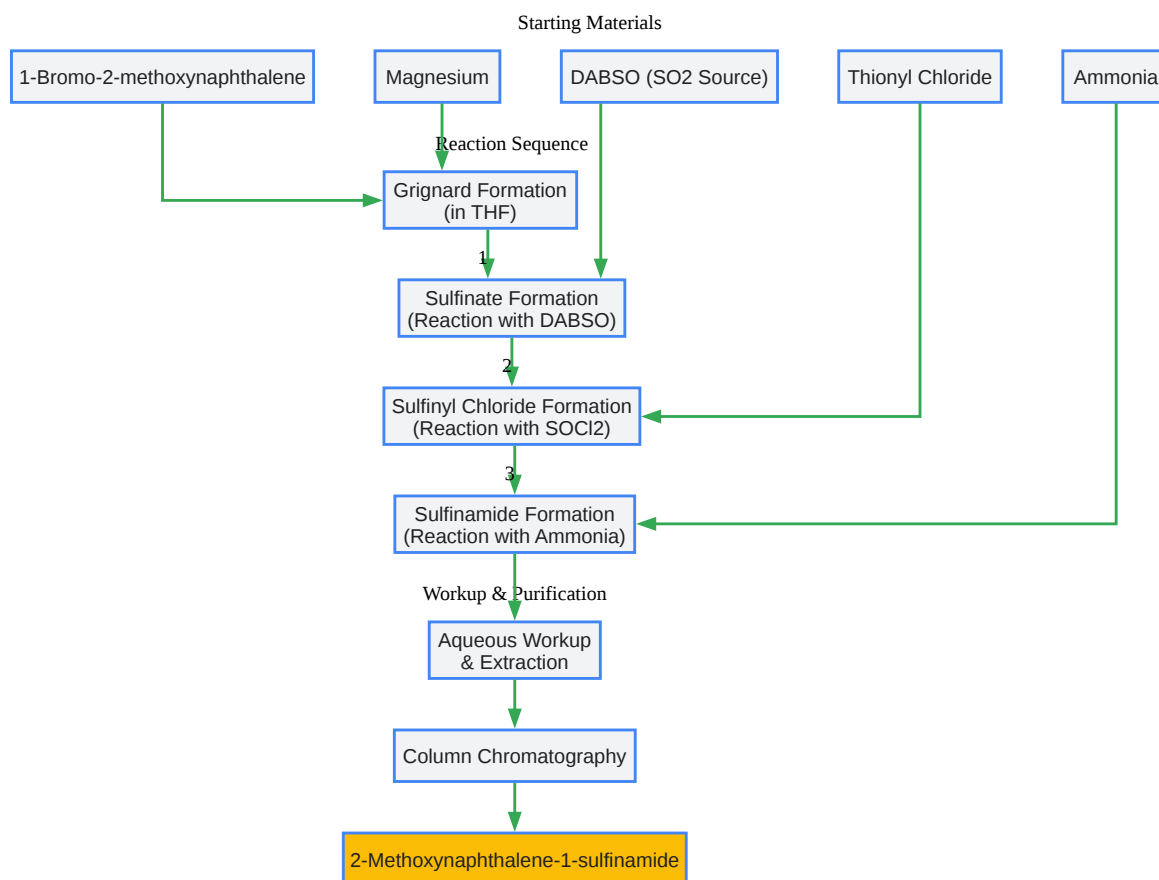 Starting Materials
1-Bromo-2-methoxynaphthalene
Magnesium
DABSO (SO2 Source)
Thionyl Chloride
Ammonia
Reaction Sequence
Grignard Formation
(in THF)
1
Sulfinate Formation
(Reaction with DABSO)
2
Sulfinyl Chloride Formation
(Reaction with SOCl2)
3
Sulfinamide Formation
(Reaction with Ammonia)
Workup & Purification
Aqueous Workup
& Extraction
Column Chromatography
2-Methoxynaphthalene-1-sulfinamide